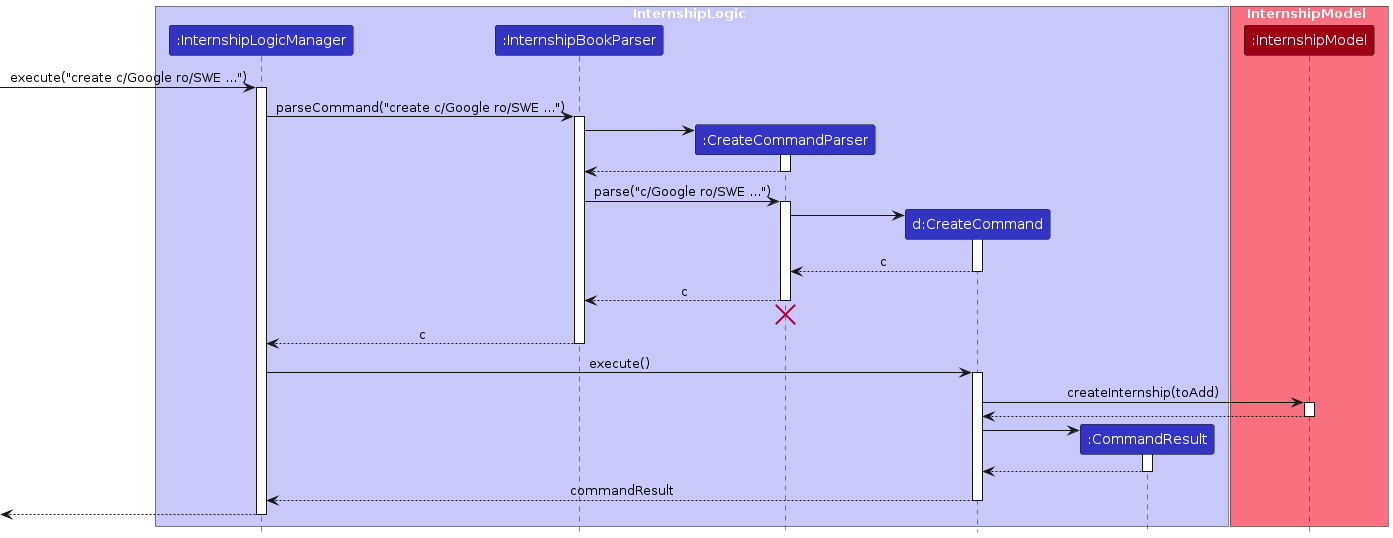 InternshipLogic
InternshipModel
:InternshipLogicManager
:InternshipBookParser
:InternshipModel
execute("create c/Google ro/SWE ...")
parseCommand("create c/Google ro/SWE ...")
:CreateCommandParser
parse("c/Google ro/SWE ...")
d:CreateCommand
c
c
c
execute()
createInternship(toAdd)
:CommandResult
commandResult